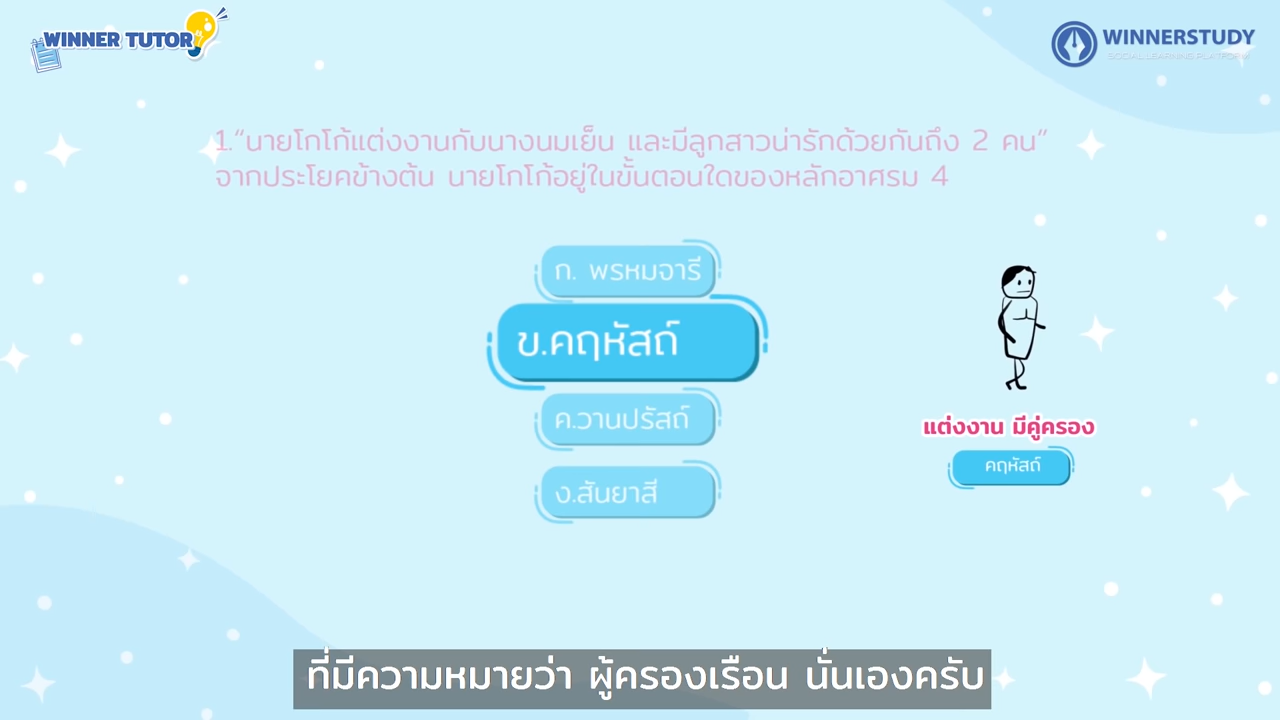 WINNER TUTOR
WINNERSTUDY
SOCIAL LEARNING PLATFORM
1.“นายโกโก้แต่งงานกับนางนมเย็น และมีลูกสาวน่ารักด้วยกันถึง 2 คน”
จากประโยคข้างต้น นายโกโก้อยู่ในขั้นตอนใดของหลักอาศรม 4
ก. พรหมจารี
ข.คฤหัสถ์
ค.วานปรัสถ์
ง.สันยาสี
แต่งงาน มีคู่ครอง
คฤหัสถ์
ที่มีความหมายว่า ผู้ครองเรือน นั่นเองครับ